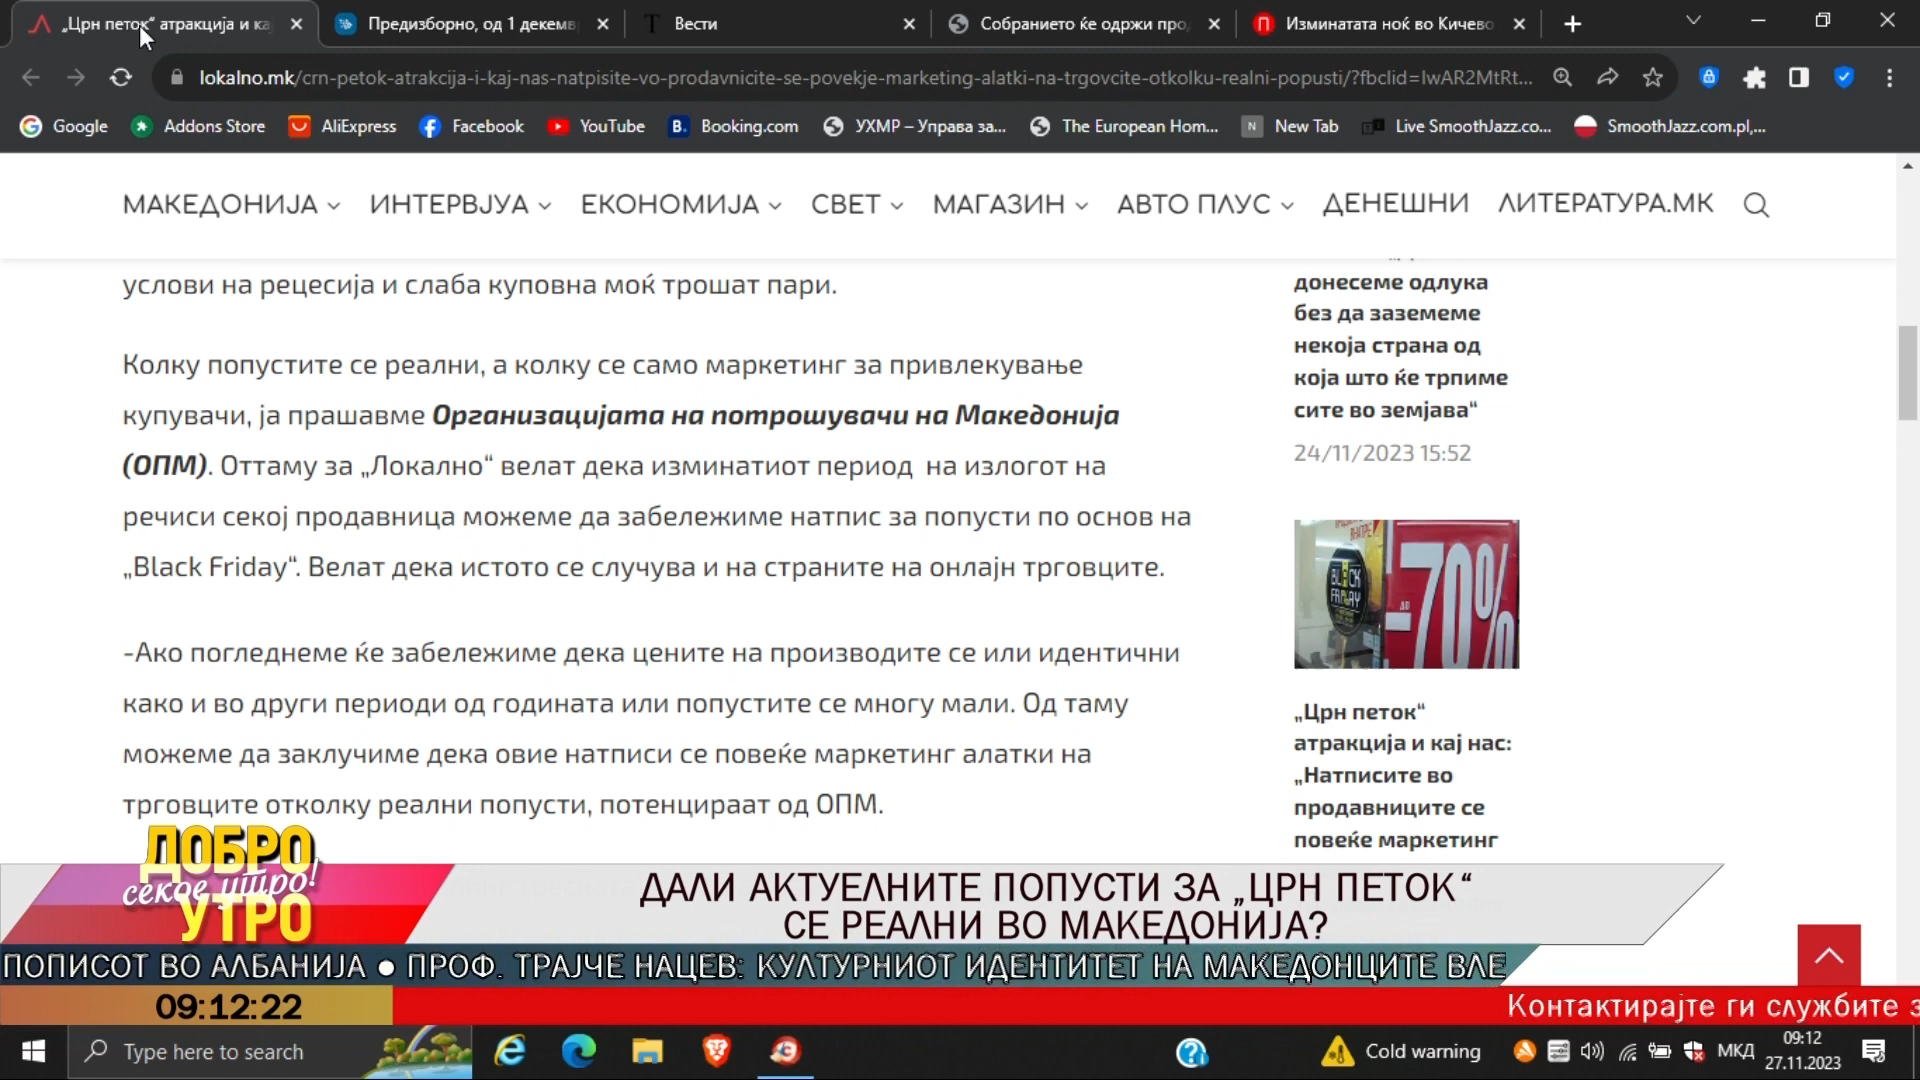 „Црн петок“ атракција и кај
Предизборно, од 1 декемв
Вести
Собранието ќе одржи про
Изминатата ноќ во Кичево
lokalno.mk/crn-petok-atrakcija-i-kaj-nas-natpisite-vo-prodavnicite-se-povekje-marketing-alatki-na-trgovcite-otkolku-realni-popusti/?fbclid=IwAR2MtRt...
Google
Addons Store
AliExpress
Facebook
YouTube
Booking.com
УХМР – Управа за...
The European Hom...
New Tab
Live SmoothJazz.co...
SmoothJazz.com.pl,...
МАКЕДОНИЈА ИНТЕРВЈУА ЕКОНОМИЈА СВЕТ МАГАЗИН АВТО ПЛУС ДЕНЕШНИ ЛИТЕРАТУРА.МК
услови на рецесија и слаба куповна моќ трошат пари.
Колку попустите се реални, а колку се само маркетинг за привлекување
купувачи, ја прашавме Организацијата на потрошувачи на Македонија
(ОПМ). Оттаму за „Локално“ велат дека изминатиот период на излогот на
речиси секој продавница можеме да забележиме натпис за попусти по основ на
„Black Friday“. Велат дека истото се случува и на страните на онлајн трговците.
-Ако погледнеме ќе забележиме дека цените на производите се или идентични
како и во други периоди од годината или попустите се многу мали. Од таму
можеме да заклучиме дека овие натписи се повеќе маркетинг алатки на
трговците отколку реални попусти, потенцираат од ОПМ.
донесеме одлука
без да заземеме
некоја страна од
која што ќе трпиме
сите во земјава“
24/11/2023 15:52
BLACK
FRIDAY
ДО
-70%
„Црн петок“
атракција и кај нас:
„Натписите во
продавниците се
повеќе маркетинг
ДОБРО
секое утро!
УТРО
ДАЛИ АКТУЕЛНИТЕ ПОПУСТИ ЗА „ЦРН ПЕТОК“
СЕ РЕАЛНИ ВО МАКЕДОНИЈА?
ПОПИСОТ ВО АЛБАНИЈА ● ПРОФ. ТРАЈЧЕ НАЦЕВ: КУЛТУРНИОТ ИДЕНТИТЕТ НА МАКЕДОНЦИТЕ ВЛЕ
09:12:22
Контактирајте ги службите з
Type here to search
Cold warning
МКД
09:12
27.11.2023